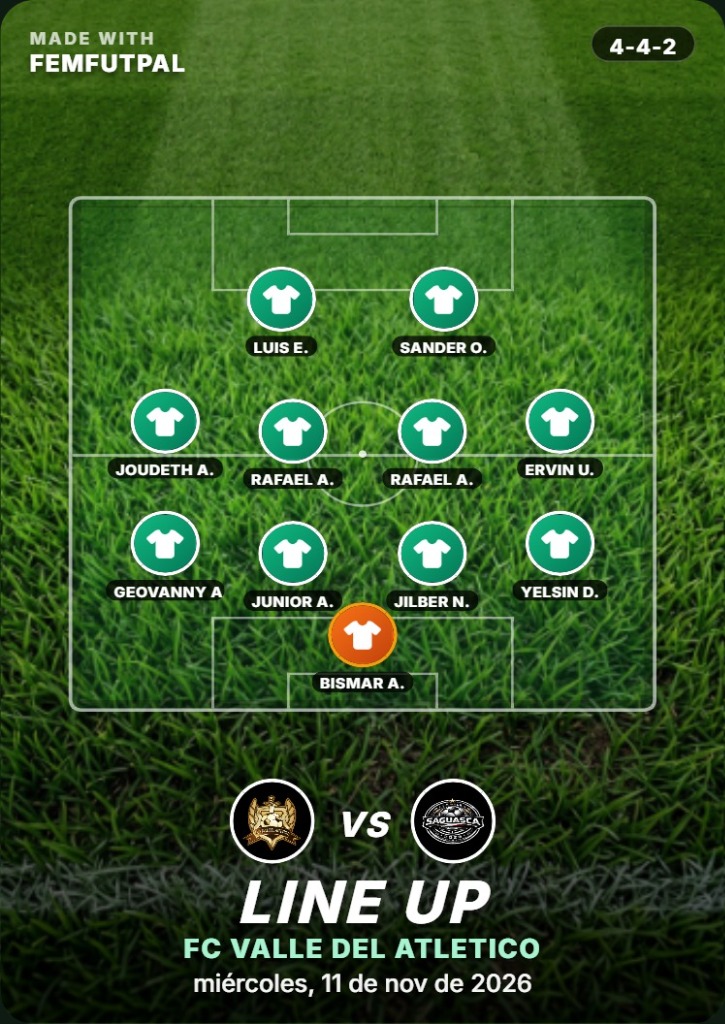 MADE WITH
FEMFUTPAL
4-4-2
LUIS E.
SANDER O.
JOUDETH A.
RAFAEL A.
RAFAEL A.
ERVIN U.
GEOVANNY A
JUNIOR A.
JILBER N.
YELSIN D.
BISMAR A.
VS
SAGUASCA
LINE UP
FC VALLE DEL ATLETICO
miércoles, 11 de nov de 2026